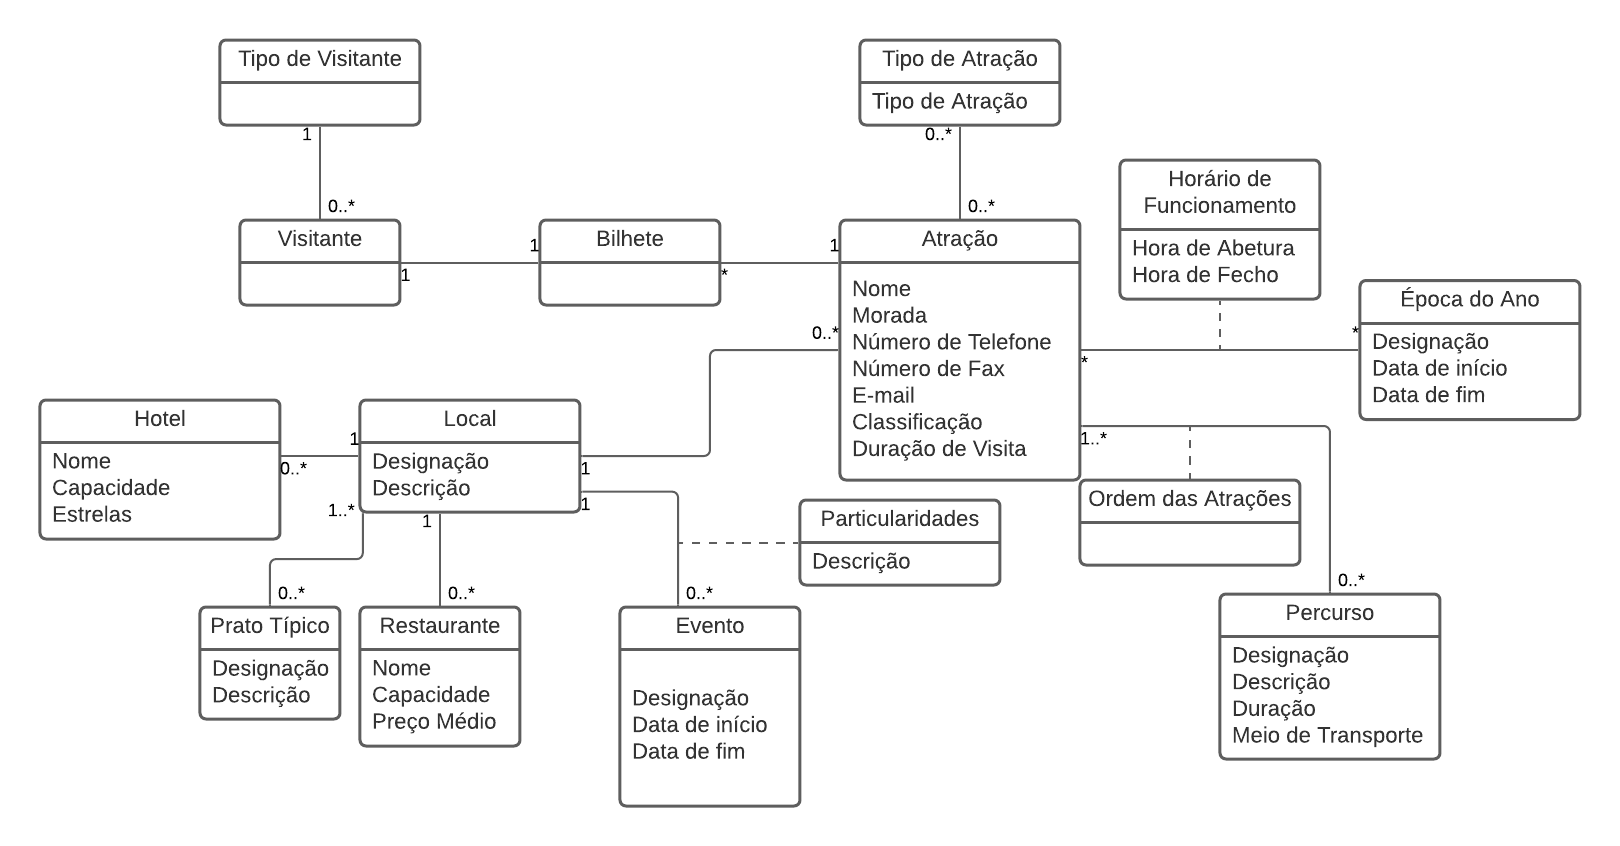 Tipo de Visitante
1
0..*
Visitante
1
1
Bilhete
*
1
Tipo de Atração
Tipo de Atração
0..*
0..*
Atração
Nome
Morada
Número de Telefone
Número de Fax
E-mail
Classificação
Duração de Visita
0..*
*
1..*
Horário de
Funcionamento
Hora de Abetura
Hora de Fecho
*
Época do Ano
Designação
Data de início
Data de fim
Hotel
Nome
Capacidade
Estrelas
0..*
1
Local
Designação
Descrição
1
1
1..*
1
0..*
Prato Típico
Designação
Descrição
0..*
Restaurante
Nome
Capacidade
Preço Médio
Particularidades
Descrição
0..*
Evento
Designação
Data de início
Data de fim
Ordem das Atrações
0..*
Percurso
Designação
Descrição
Duração
Meio de Transporte